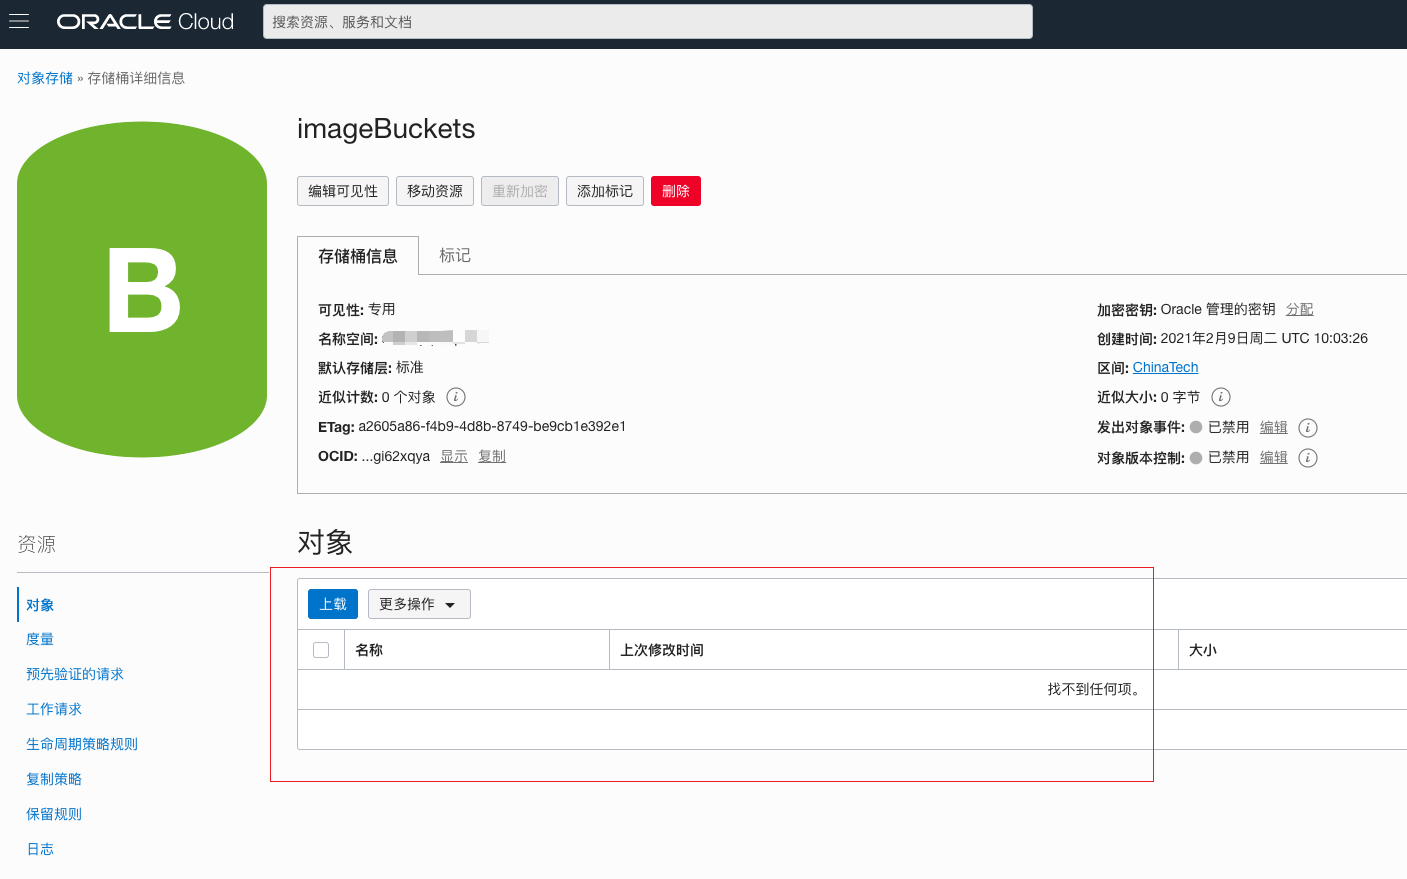 ORACLE Cloud
搜索资源、服务和文档
对象存储 » 存储桶详细信息
B
imageBuckets
编辑可见性 移动资源 重新加密 添加标记 删除
存储桶信息 标记
可见性: 专用
名称空间:
默认存储层: 标准
近似计数: 0 个对象 i
ETag: a2605a86-f4b9-4d8b-8749-be9cb1e392e1
OCID: ...gi62xqya 显示 复制
加密密钥: Oracle 管理的密钥 分配
创建时间: 2021年2月9日周二 UTC 10:03:26
区间: ChinaTech
近似大小: 0 字节 i
发出对象事件: 已禁用 编辑 i
对象版本控制: 已禁用 编辑 i
资源
对象
度量
预先验证的请求
工作请求
生命周期策略规则
复制策略
保留规则
日志
对象
上载 更多操作
名称 上次修改时间 大小
找不到任何项。